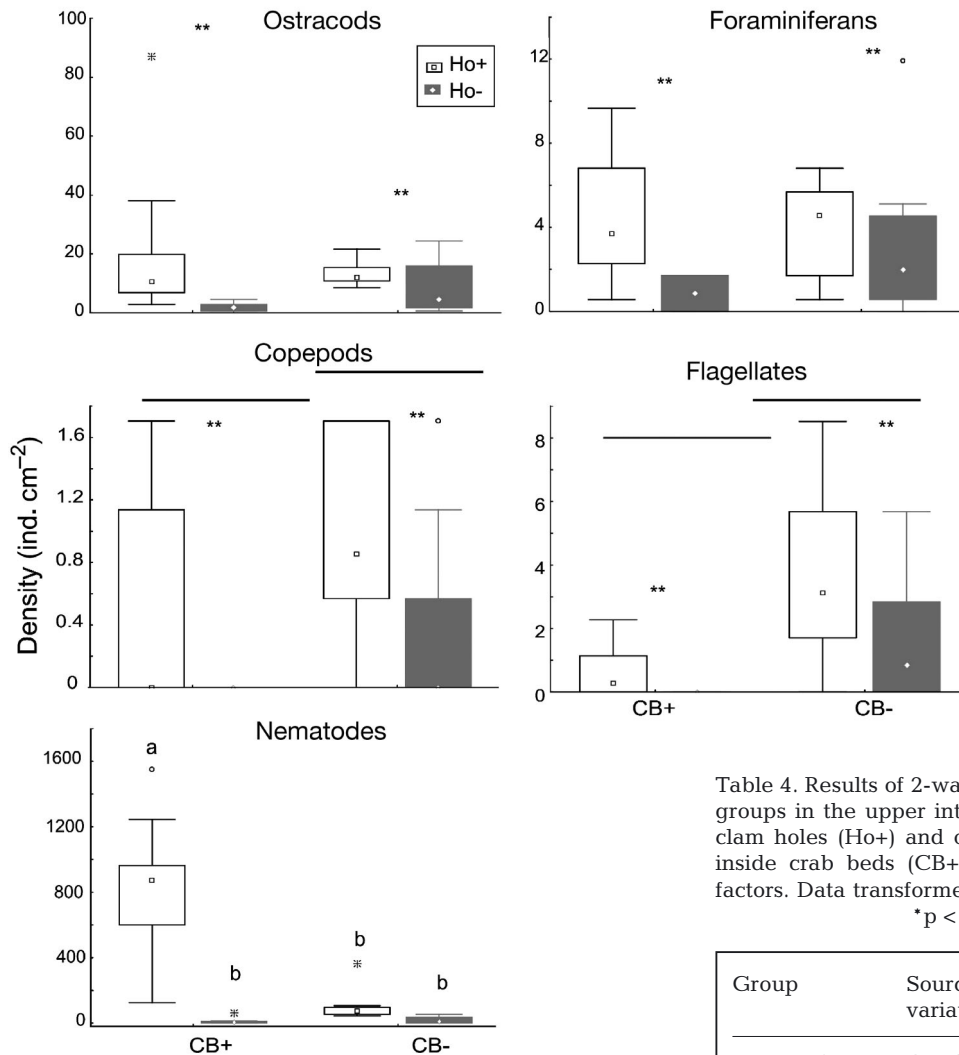 Ostracods
100
80
60
40
20
0
**
**
Ho+
Ho-
Foraminiferans
12
8
4
0
**
**
Copepods
1.6
1.2
0.8
0.4
0
**
**
Density (ind. cm⁻²)
Flagellates
8
6
4
2
0
**
**
CB+ CB-
Nematodes
1600
1200
800
400
0
a
b
b
b
CB+ CB-
Table 4. Results of 2-wa
groups in the upper int
clam holes (Ho+) and o
inside crab beds (CB+
factors. Data transforme
*p <
Group Sourc
variat